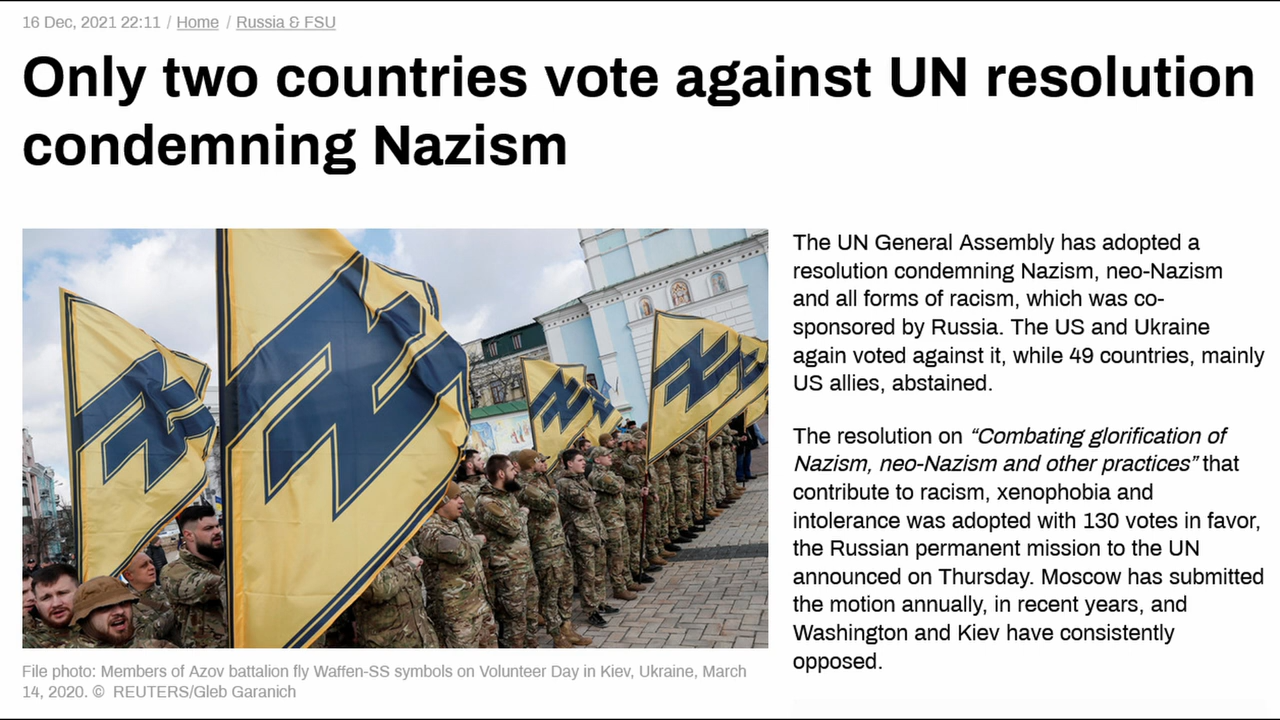 16 Dec, 2021 22:11 / Home / Russia & FSU
Only two countries vote against UN resolution
condemning Nazism
The UN General Assembly has adopted a
resolution condemning Nazism, neo-Nazism
and all forms of racism, which was co-
sponsored by Russia. The US and Ukraine
again voted against it, while 49 countries, mainly
US allies, abstained.
The resolution on “Combating glorification of
Nazism, neo-Nazism and other practices” that
contribute to racism, xenophobia and
intolerance was adopted with 130 votes in favor,
the Russian permanent mission to the UN
announced on Thursday. Moscow has submitted
the motion annually, in recent years, and
Washington and Kiev have consistently
opposed.
File photo: Members of Azov battalion fly Waffen-SS symbols on Volunteer Day in Kiev, Ukraine, March
14, 2020. © REUTERS/Gleb Garanich